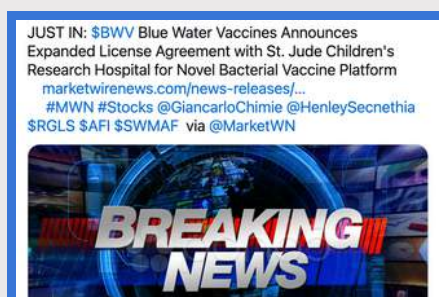 JUST IN: $BWV Blue Water Vaccines Announces
Expanded License Agreement with St. Jude Children's
Research Hospital for Novel Bacterial Vaccine Platform
marketwirenews.com/news-releases/...
#MWN #Stocks @GiancarloChimie @HenleySecnethia
$RGLS $AFI $SWMAF via @MarketWN
BREAKING
NEWS